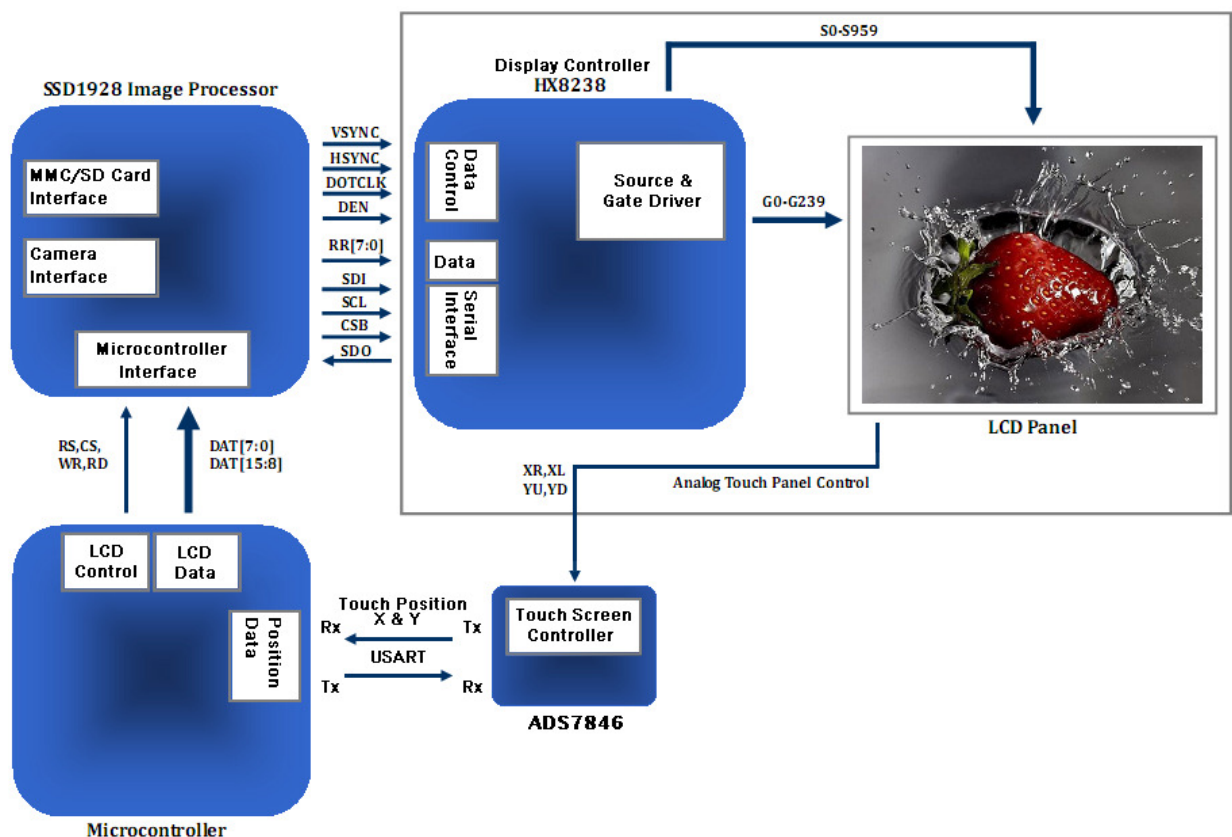 S0-S959
Display Controller
HX8238
SSD1928 Image Processor
VSYNC
HSYNC
DOTCLK
DEN
RR[7:0]
SDI
SCL
CSB
SDO
MMC/SD Card
Interface
Camera
Interface
Microcontroller
Interface
Data
Control
Data
Serial
Interface
Source &
Gate Driver
G0-G239
LCD Panel
RS,CS,
WR,RD
DAT[7:0]
DAT[15:8]
XR,XL
YU,YD
Analog Touch Panel Control
LCD
Control
LCD
Data
Position
Data
Touch Position
X & Y
Rx
Tx
USART
Tx
Rx
Touch Screen
Controller
ADS7846
Microcontroller